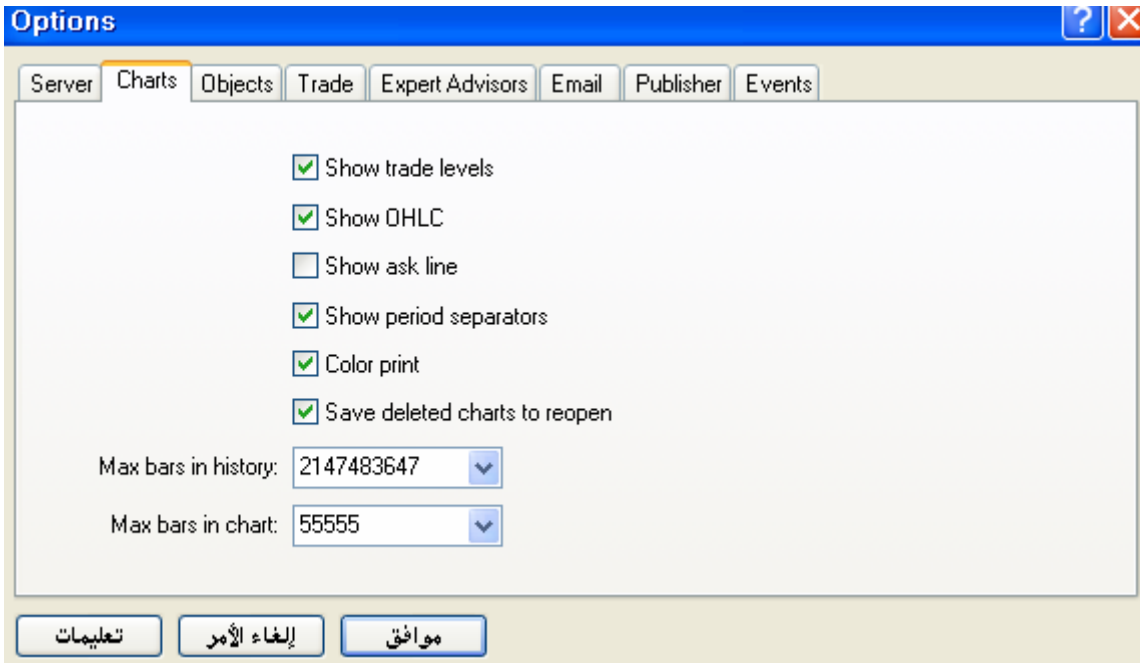 Options
Server Charts Objects Trade Expert Advisors Email Publisher Events
Show trade levels
Show OHLC
Show ask line
Show period separators
Color print
Save deleted charts to reopen
Max bars in history: 2147483647
Max bars in chart: 55555
موافق إلغاء الأمر تعليمات